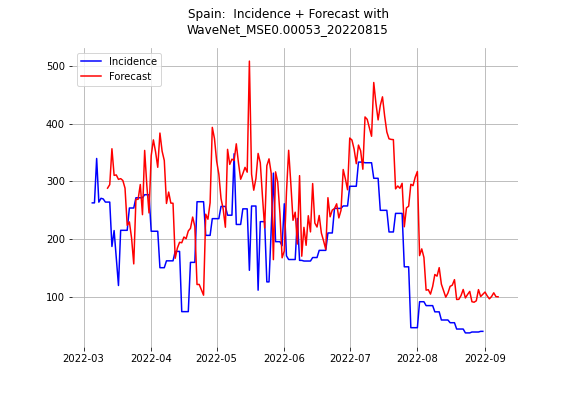 Spain:  Incidence + Forecast with
WaveNet_MSE0.00053_20220815
Incidence
Forecast
500
400
300
200
100
2022-03 2022-04 2022-05 2022-06 2022-07 2022-08 2022-09